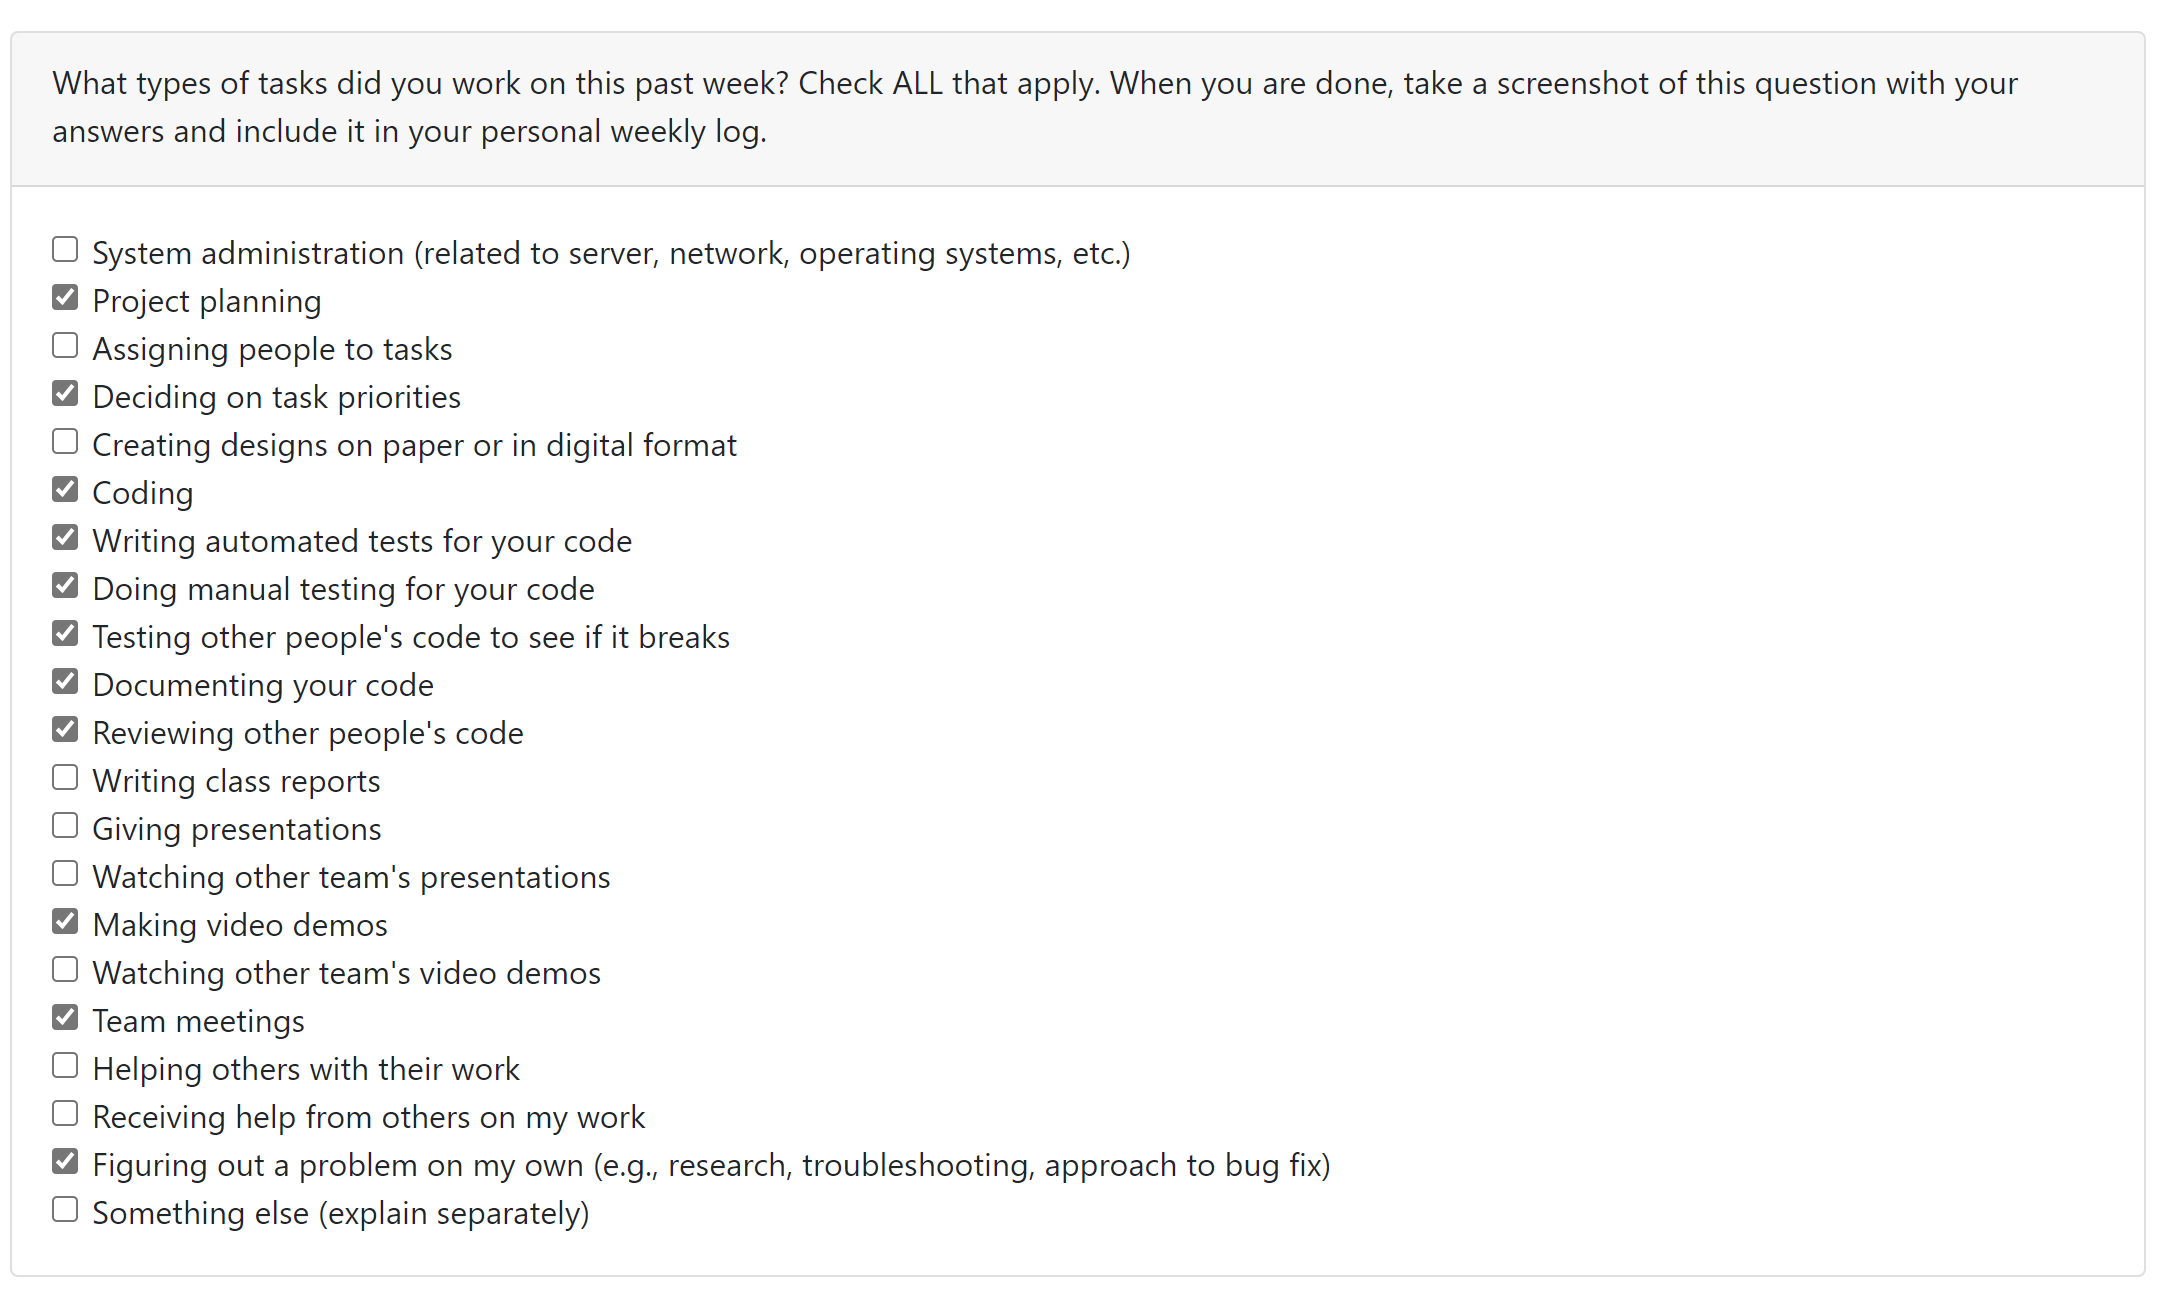 What types of tasks did you work on this past week? Check ALL that apply. When you are done, take a screenshot of this question with your
answers and include it in your personal weekly log.
System administration (related to server, network, operating systems, etc.)
Project planning
Assigning people to tasks
Deciding on task priorities
Creating designs on paper or in digital format
Coding
Writing automated tests for your code
Doing manual testing for your code
Testing other people's code to see if it breaks
Documenting your code
Reviewing other people's code
Writing class reports
Giving presentations
Watching other team's presentations
Making video demos
Watching other team's video demos
Team meetings
Helping others with their work
Receiving help from others on my work
Figuring out a problem on my own (e.g., research, troubleshooting, approach to bug fix)
Something else (explain separately)